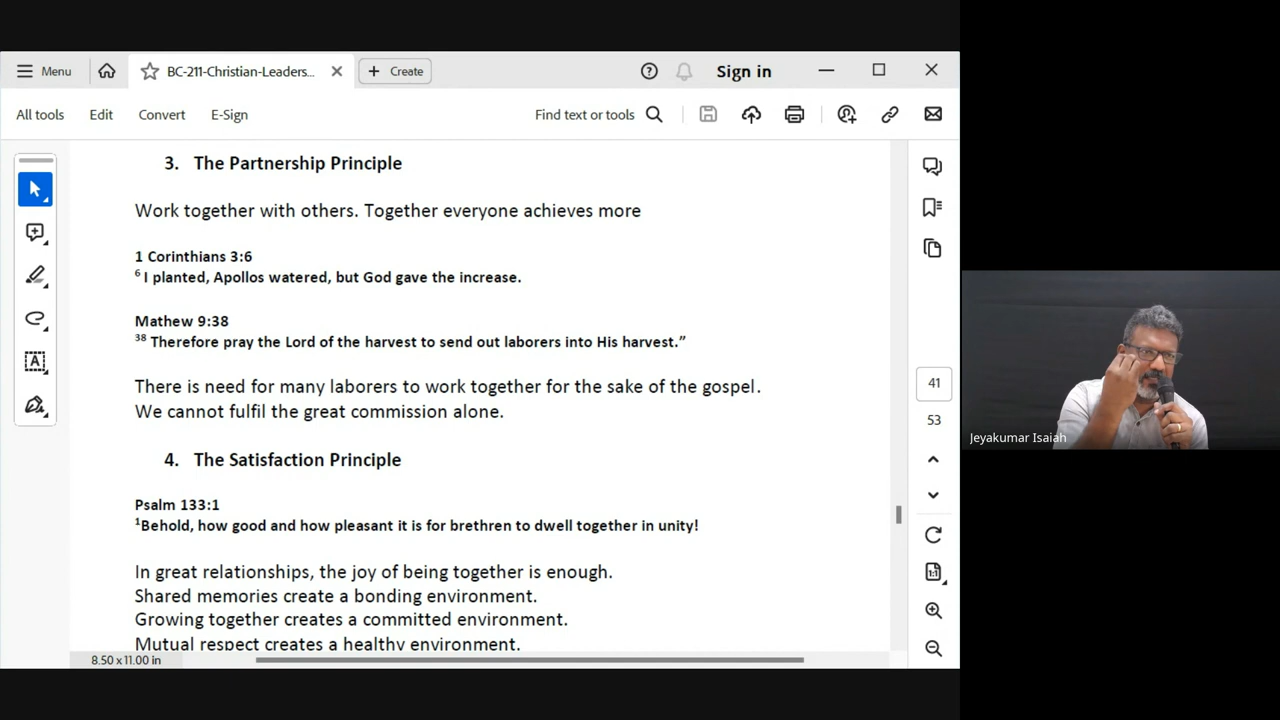 Menu
BC-211-Christian-Leaders...
Create
Sign in
All tools
Edit
Convert
E-Sign
Find text or tools
3. The Partnership Principle
Work together with others. Together everyone achieves more
1 Corinthians 3:6
6 I planted, Apollos watered, but God gave the increase.
Mathew 9:38
38 Therefore pray the Lord of the harvest to send out laborers into His harvest.”
There is need for many laborers to work together for the sake of the gospel.
We cannot fulfil the great commission alone.
4. The Satisfaction Principle
Psalm 133:1
1Behold, how good and how pleasant it is for brethren to dwell together in unity!
In great relationships, the joy of being together is enough.
Shared memories create a bonding environment.
Growing together creates a committed environment.
Mutual respect creates a healthy environment.
8.50 x 11.00 in
41
53
1:1
Jeyakumar Isaiah